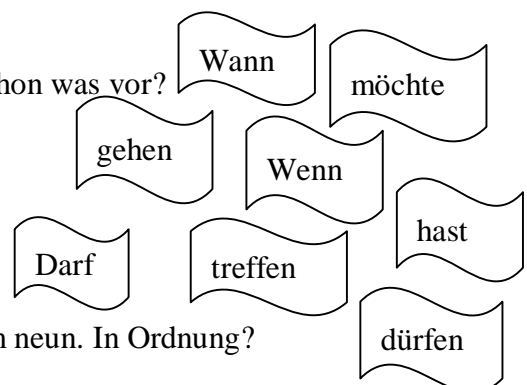 Wann
hon was vor?
möchte
gehen
Wenn
hast
Darf
treffen
n neun. In Ordnung?
dürfen